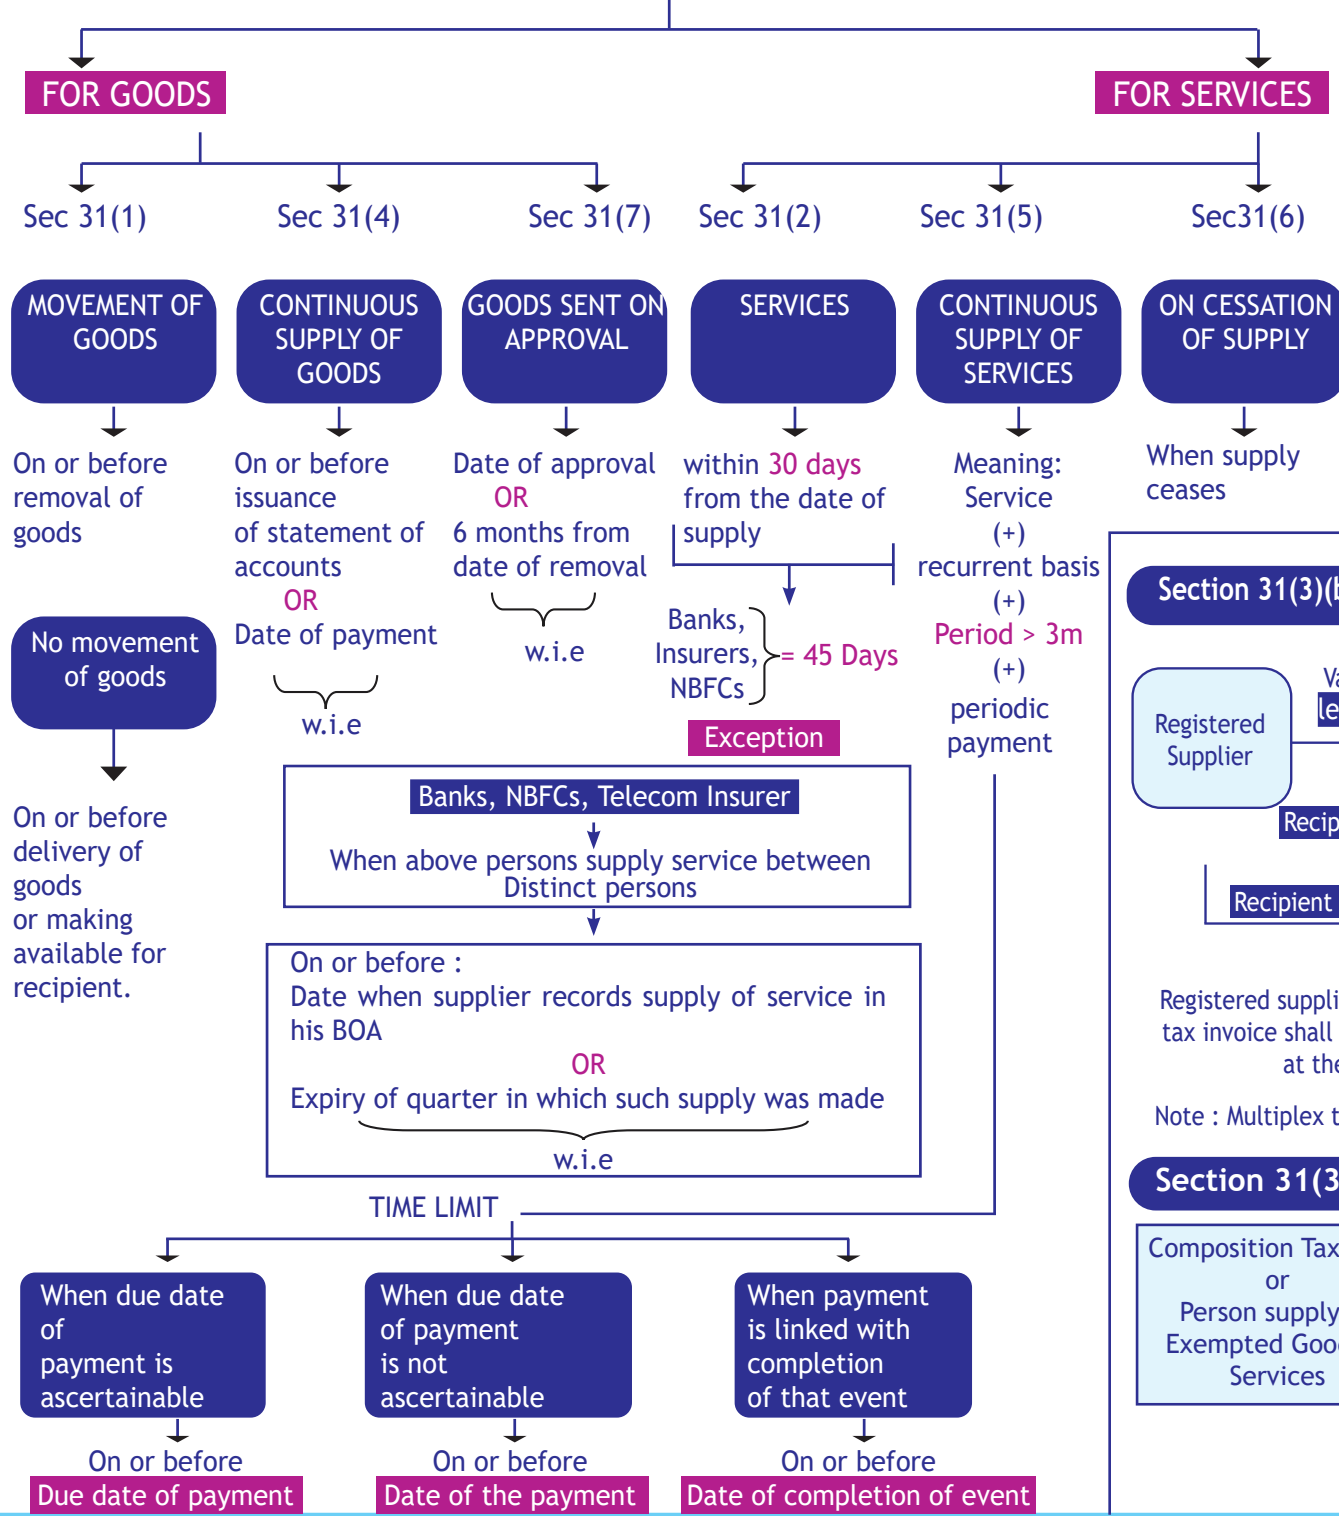 FOR GOODS
FOR SERVICES
Sec 31(1)
Sec 31(4)
Sec 31(7)
Sec 31(2)
Sec 31(5)
Sec31(6)
MOVEMENT OF
GOODS
On or before
removal of
goods
No movement
of goods
On or before
delivery of
goods
or making
available for
recipient.
CONTINUOUS
SUPPLY OF
GOODS
On or before
issuance
of statement of
accounts
OR
Date of payment
w.i.e
GOODS SENT ON
APPROVAL
Date of approval
OR
6 months from
date of removal
w.i.e
SERVICES
within 30 days
from the date of
supply
Banks,
Insurers,
NBFCs
= 45 Days
Exception
CONTINUOUS
SUPPLY OF
SERVICES
Meaning:
Service
(+)
recurrent basis
(+)
Period > 3m
(+)
periodic
payment
ON CESSATION
OF SUPPLY
When supply
ceases
Banks, NBFCs, Telecom Insurer
When above persons supply service between
Distinct persons
On or before :
Date when supplier records supply of service in
his BOA
OR
Expiry of quarter in which such supply was made
w.i.e
TIME LIMIT
When due date
of
payment is
ascertainable
On or before
Due date of payment
When due date
of payment
is not
ascertainable
On or before
Date of the payment
When payment
is linked with
completion
of that event
On or before
Date of completion of event
Section 31(3)(
Registered
Supplier
Recipient
Registered
tax invoice shall
at
Note : Multiplex
Section 31(3
Composition Tax
or
Person supply
Exempted
Services